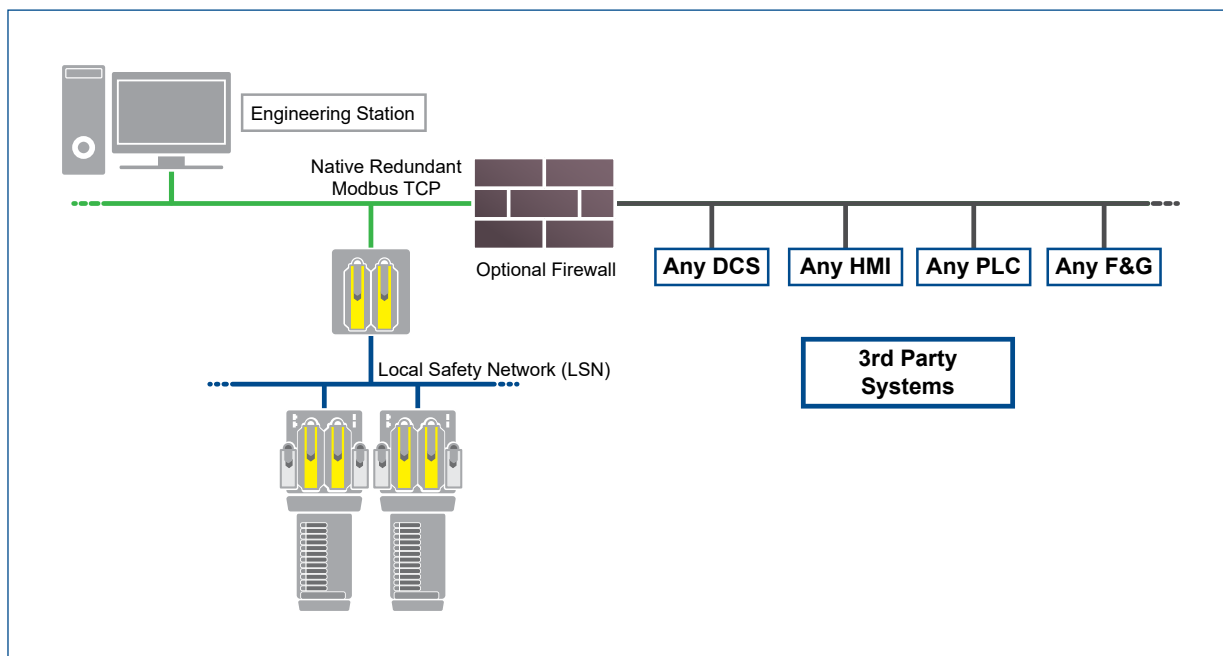 Engineering Station
Native Redundant
Modbus TCP
Optional Firewall
Any DCS
Any HMI
Any PLC
Any F&G
Local Safety Network (LSN)
3rd Party
Systems